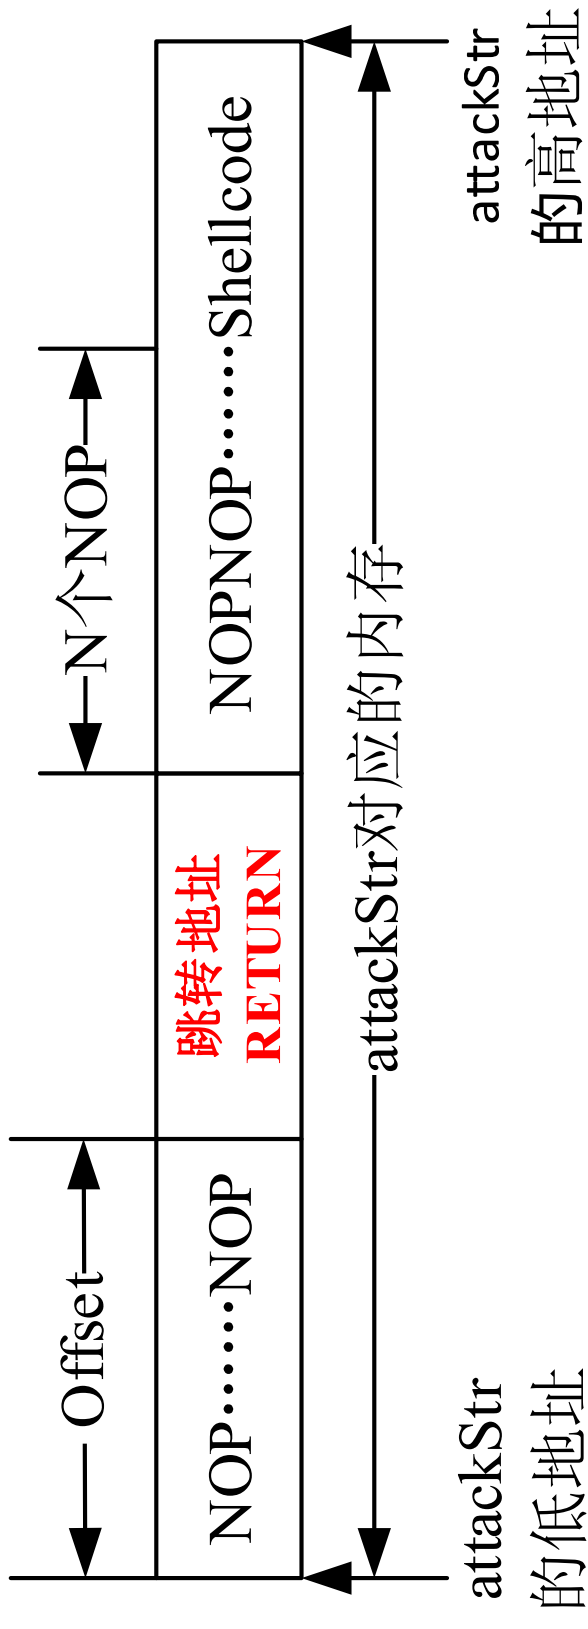 Offset
N个NOP
NOP……NOP
跳转地址
RETURN
NOPNOP……Shellcode
attackStr对应的内存
attackStr
的低地址
attackStr
的高地址